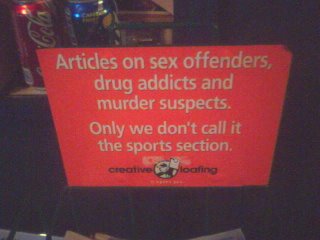 Coke
Articles on sex offenders,
drug addicts and
murder suspects.
Only we don't call it
the sports section.
creative loafing